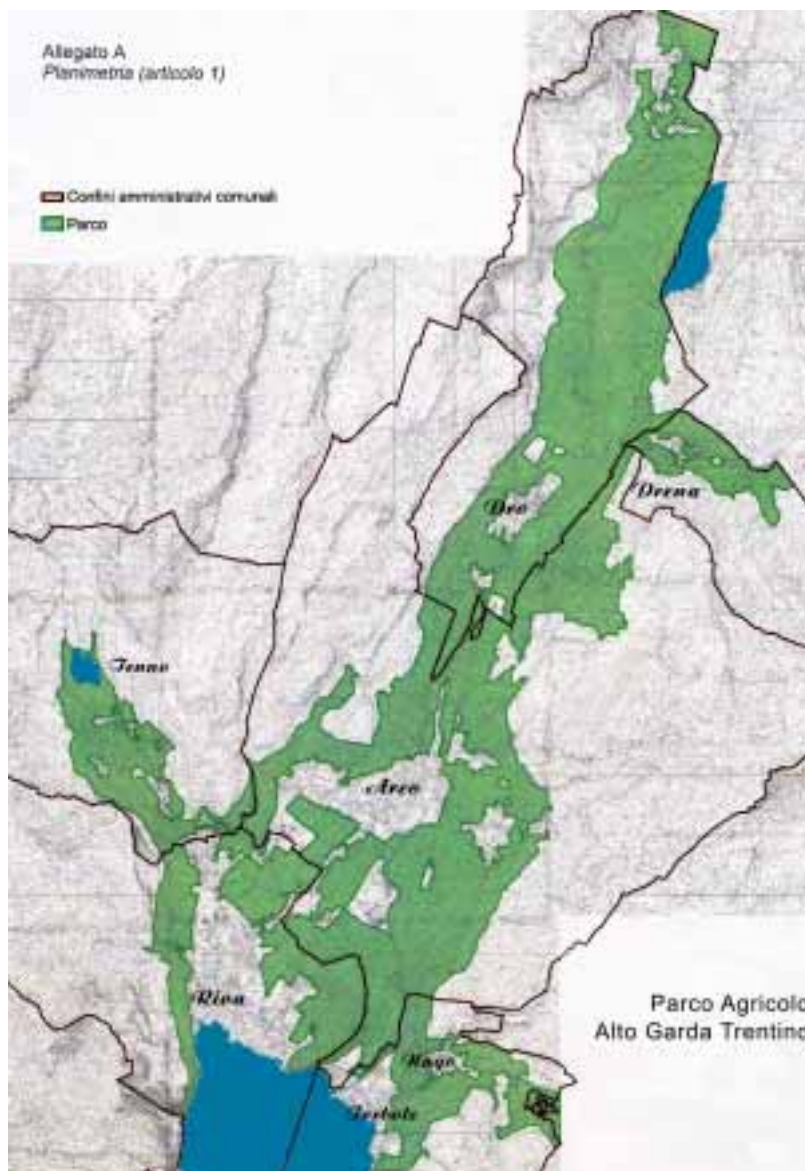 Allegato A
Planimetria (articolo 1)
Confini amministrativi comunali
Parco
Dro
Drena
Tenno
Arco
Riva
Parco Agricolo
Alto Garda Trentino
Nago
Torbole